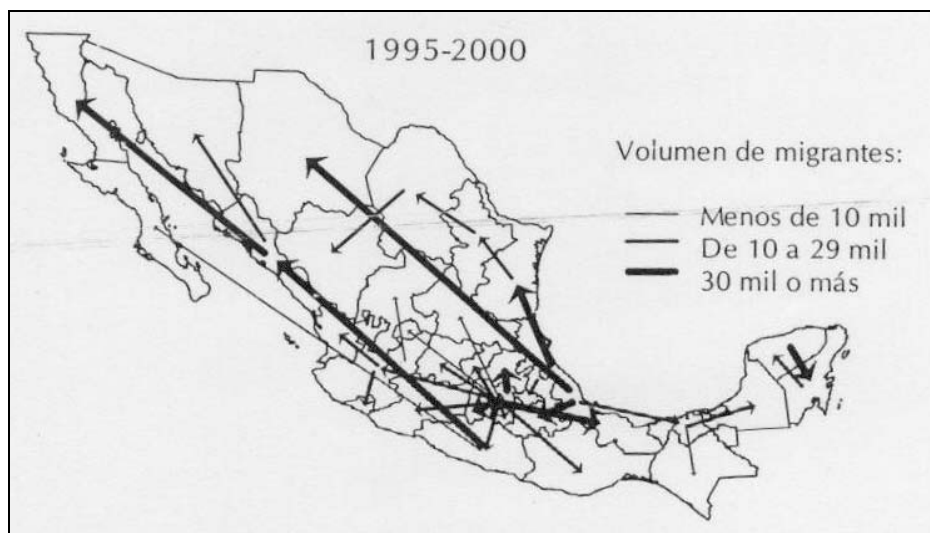 1995-2000
Volumen de migrantes:
Menos de 10 mil
De 10 a 29 mil
30 mil o más